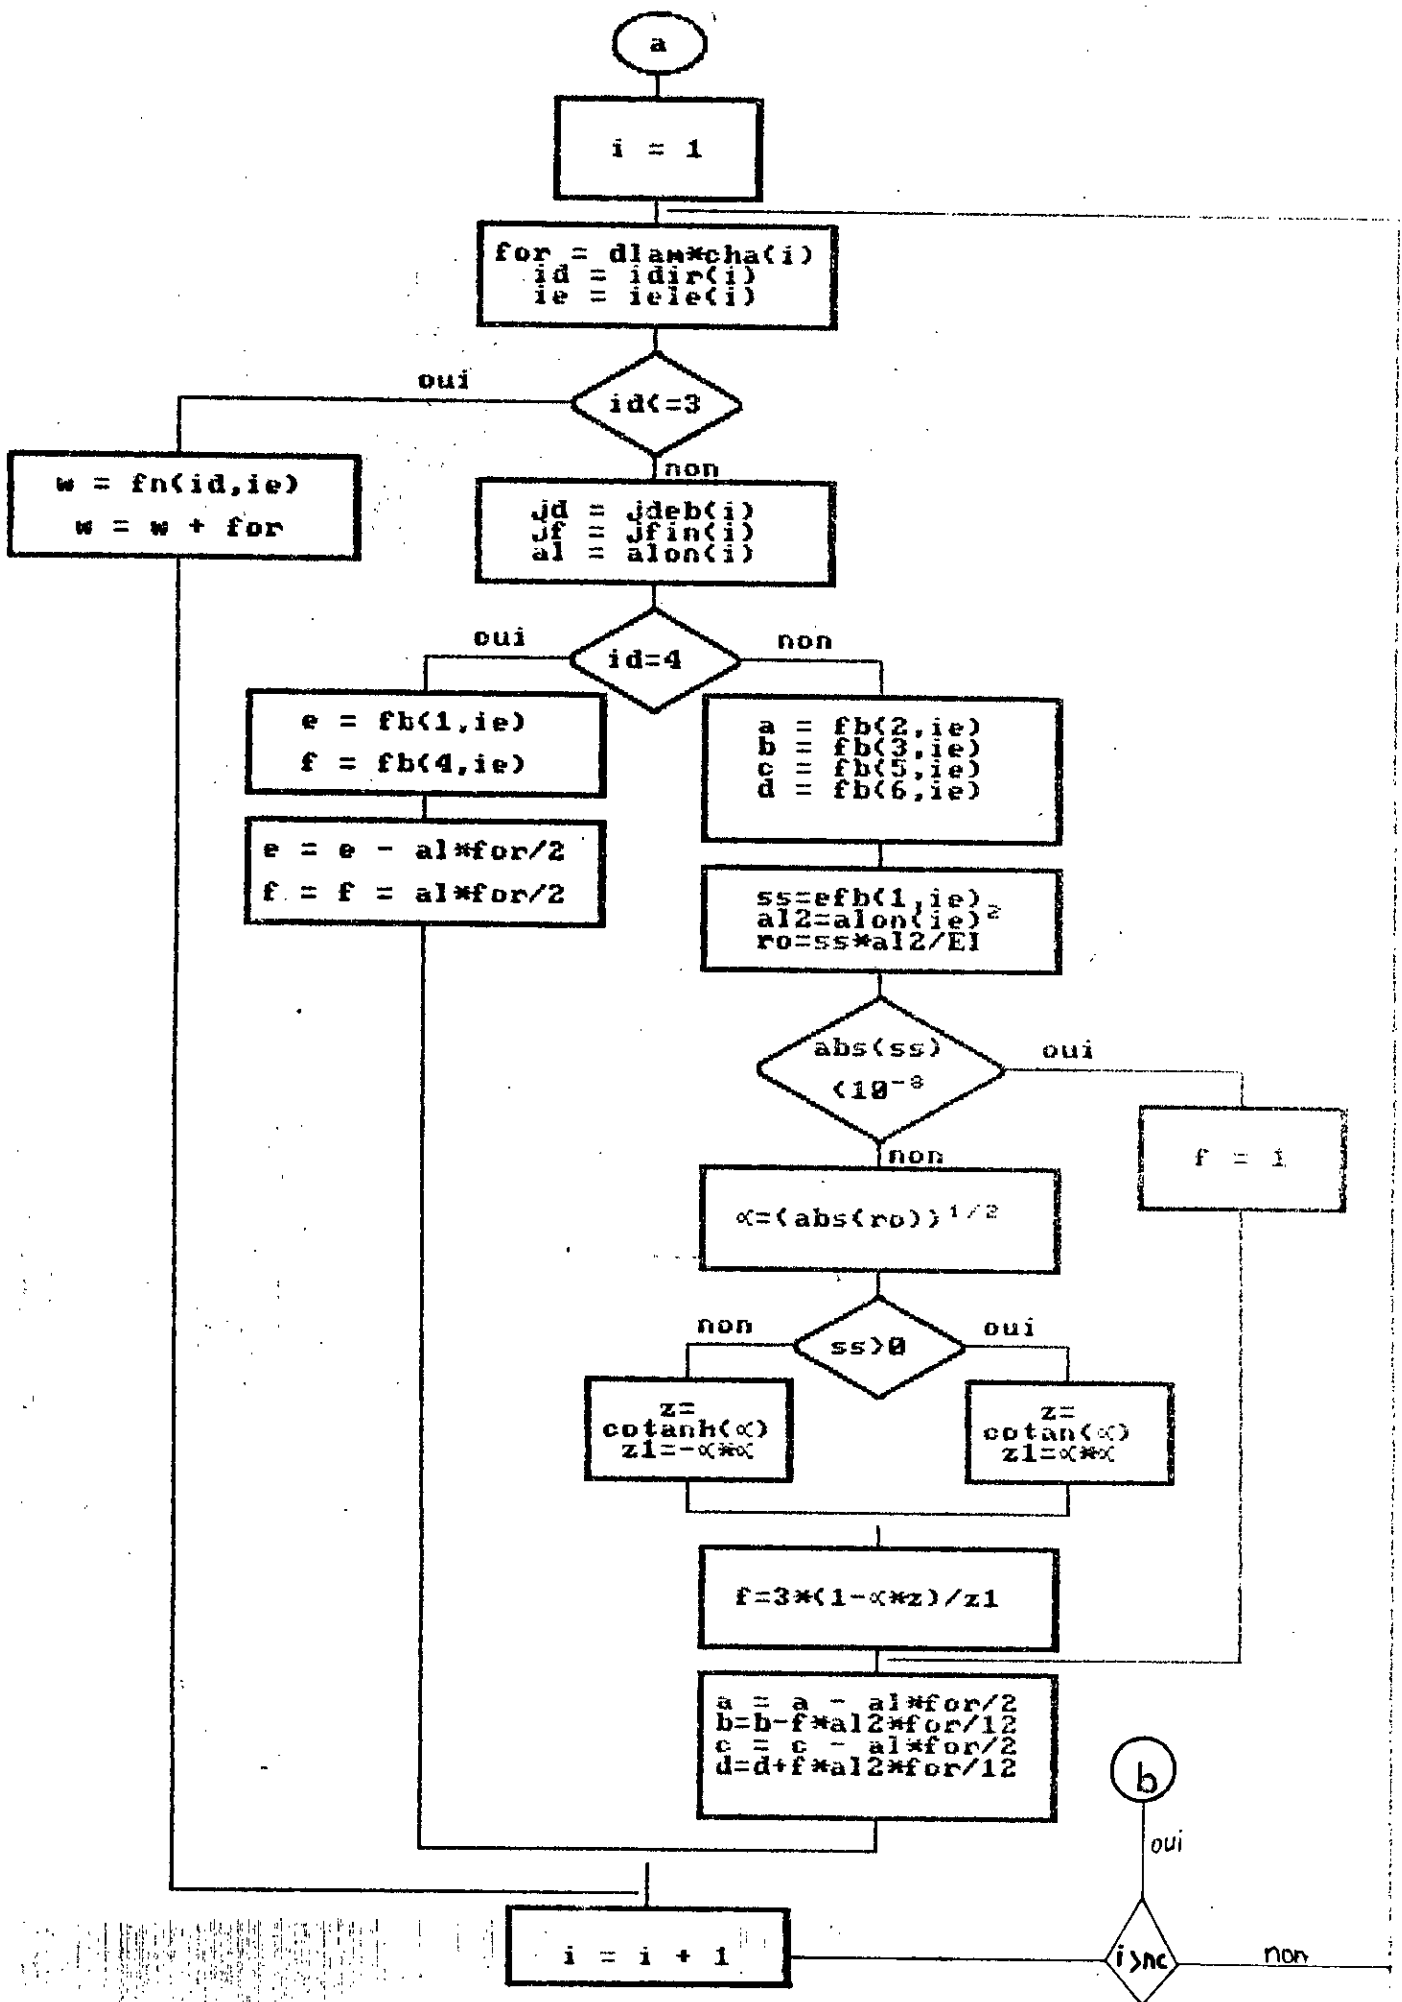 a
i = 1
for = dlam*cha(i)
id = idir(i)
ie = iele(i)
oui
id<=3
non
w = fn(id,ie)
w = w + for
jd = jdeb(i)
jf = jfin(i)
al = alon(i)
oui
id=4
non
e = fb(1,ie)
f = fb(4,ie)
a = fb(2,ie)
b = fb(3,ie)
c = fb(5,ie)
d = fb(6,ie)
e = e - al*for/2
f = f = al*for/2
ss=efb(1,ie)
al2=alon(ie)²
ro=ss*al2/EI
abs(ss)
<10⁻⁸
oui
non
f = i
∝=(abs(ro))¹/²
non
ss>0
oui
z=
cotanh(∝)
z1=-∝*∝
z=
cotan(∝)
z1=∝*∝
f=3*(1-∝*z)/z1
a = a - al*for/2
b=b-f*al2*for/12
c = c - al*for/2
d=d+f*al2*for/12
b
oui
i = i + 1
i>nc
non